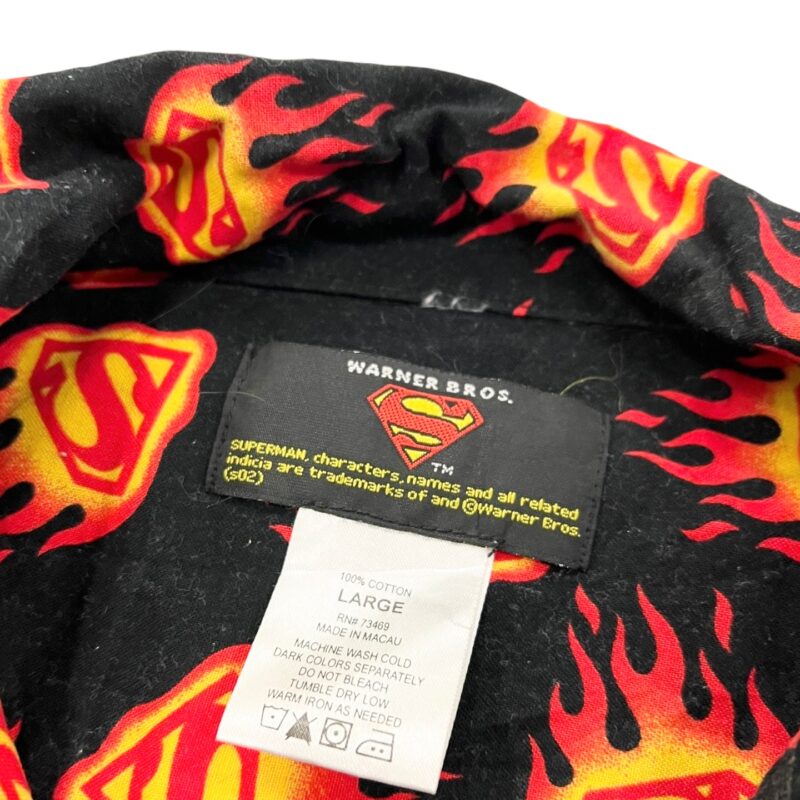 WARNER BROS.
S
TM
SUPERMAN, characters, names and all related
indicia are trademarks of and ©Warner Bros.
(s02)
100% COTTON
LARGE
RN# 73469
MADE IN MACAU
MACHINE WASH COLD
DARK COLORS SEPARATELY
DO NOT BLEACH
TUMBLE DRY LOW
WARM IRON AS NEEDED